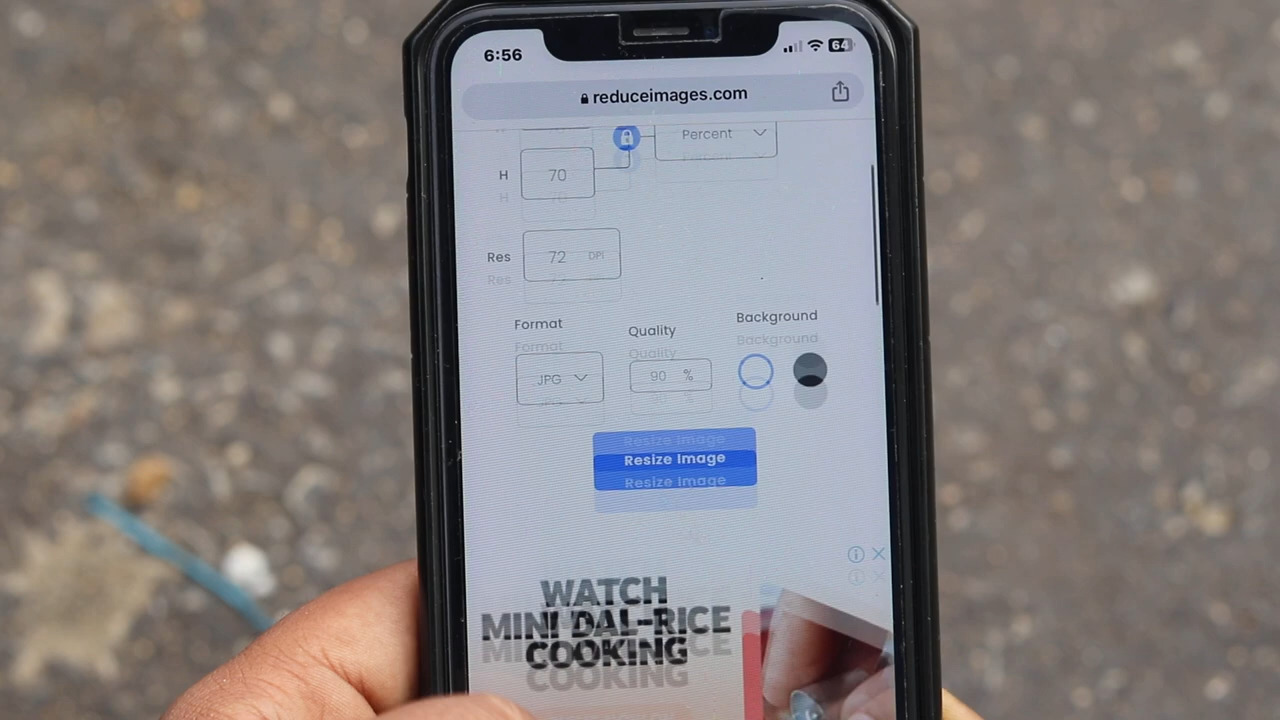 6:56
64
reduceimages.com
Percent
H 70
Res 72 DPI
Format Quality Background
JPG 90 %
Resize Image
WATCH
MINI DAL-RICE
COOKING